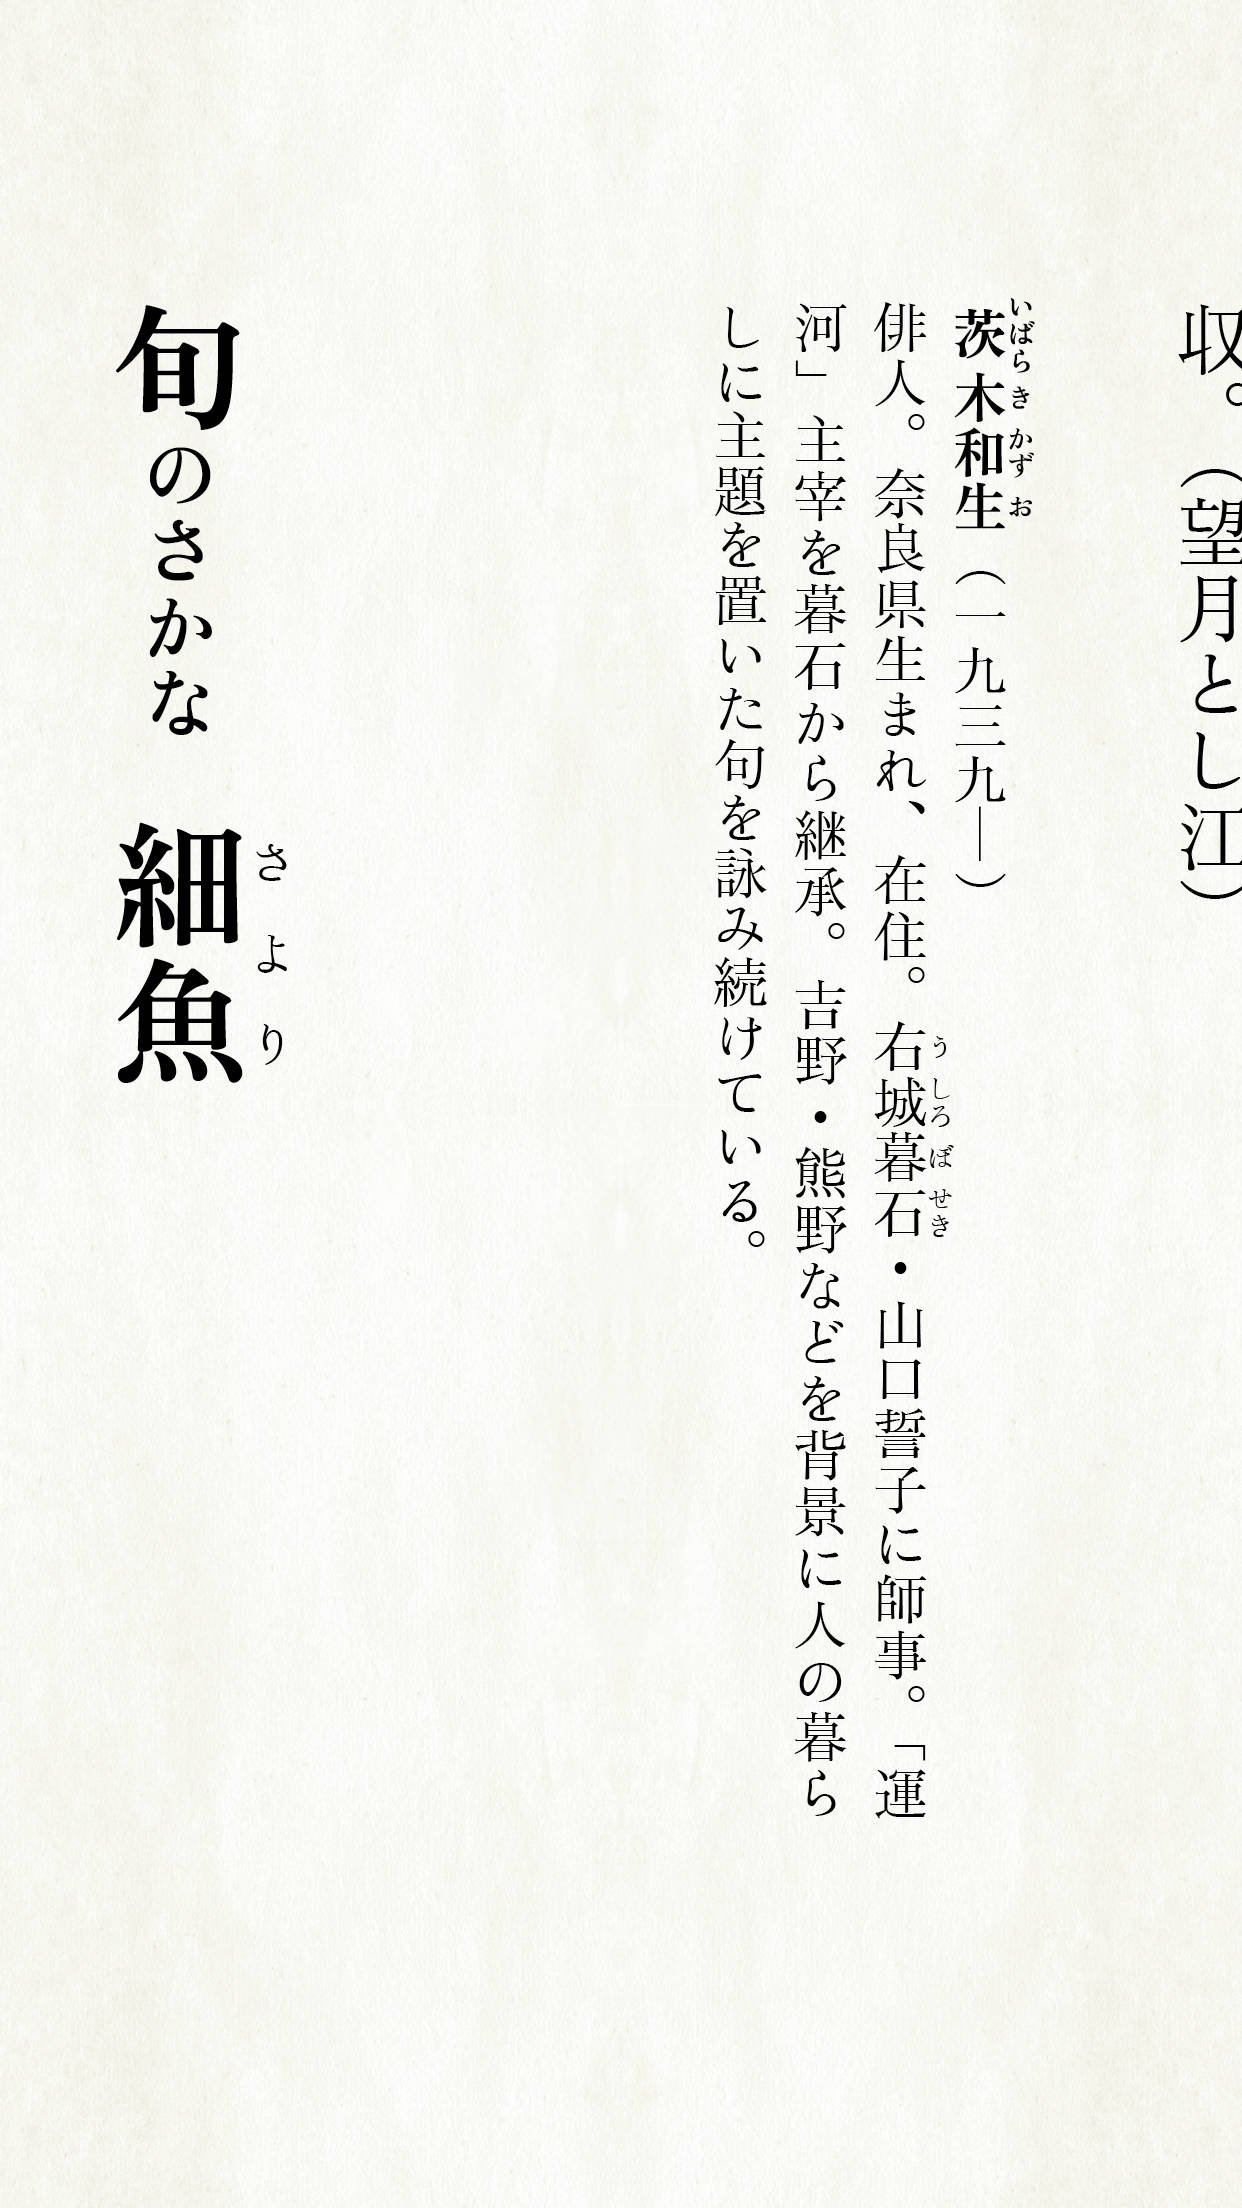 収。(望月とし江)
茨木和生(一九三九―)
いばらきかずお
俳人。奈良県生まれ、在住。右城暮石・山口誓子に師事。「運
うしろぼせき
河」主宰を暮石から継承。吉野・熊野などを背景に人の暮ら
しに主題を置いた句を詠み続けている。
旬のさかな 細魚
さより